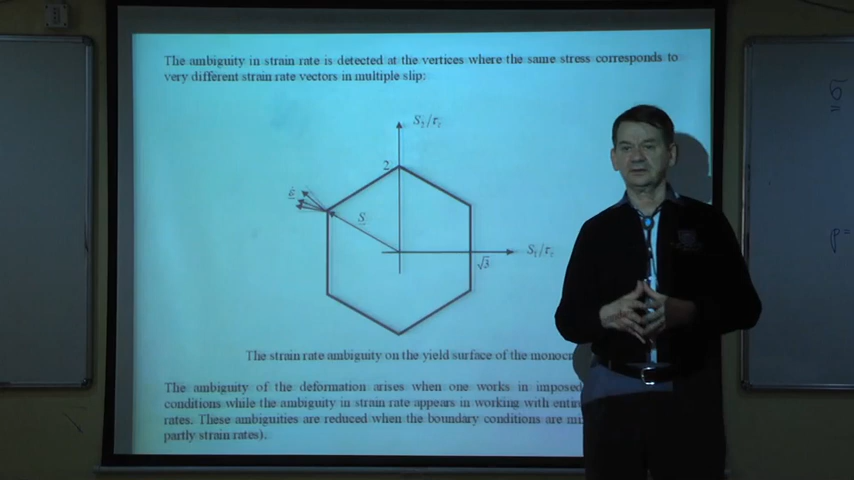 The ambiguity in strain rate is detected at the vertices where the same stress corresponds to
very different strain rate vectors in multiple slip:
S₂/τ
2
ε̇
S
S₁/τ
√3
The strain rate ambiguity on the yield surface of the monocr
The ambiguity of the deformation arises when one works in imposed
conditions while the ambiguity in strain rate appears in working with entir
rates. These ambiguities are reduced when the boundary conditions are mi
partly strain rates).